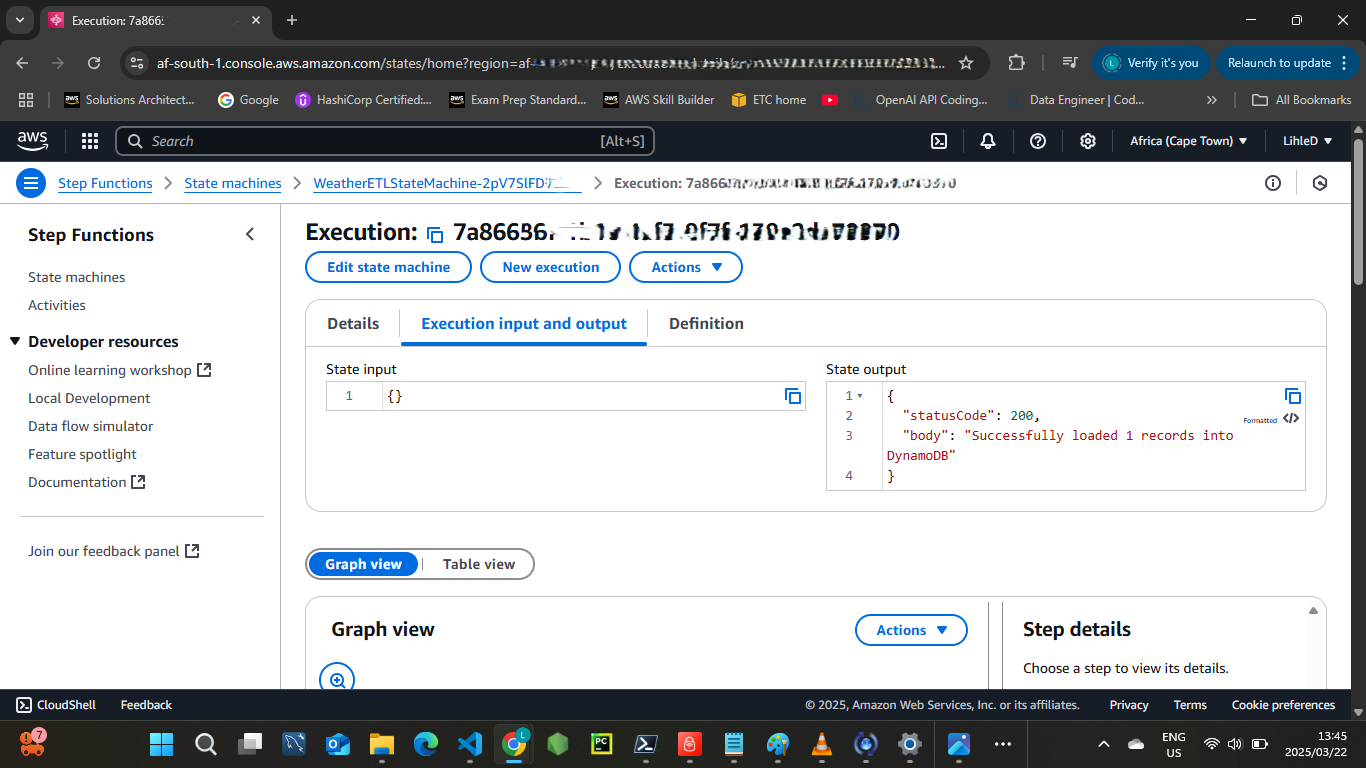 Execution: 7a866
af-south-1.console.aws.amazon.com/states/home?region=af-
Verify it's you
Relaunch to update
Solutions Architect...
Google
HashiCorp Certified:...
Exam Prep Standard...
AWS Skill Builder
ETC home
OpenAI API Coding...
Data Engineer | Cod...
All Bookmarks
aws
Search
[Alt+S]
Africa (Cape Town)
LihleD
Step Functions
State machines
WeatherETLStateMachine-2pV7SlFD
Execution: 7a866
Step Functions
State machines
Activities
Developer resources
Online learning workshop
Local Development
Data flow simulator
Feature spotlight
Documentation
Join our feedback panel
Execution: 7a866
Edit state machine
New execution
Actions
Details
Execution input and output
Definition
State input
1 {}
State output
1 {
2 "statusCode": 200,
3 "body": "Successfully loaded 1 records into
DynamoDB"
4 }
Formatted
Graph view
Table view
Graph view
Actions
Step details
Choose a step to view its details.
CloudShell
Feedback
© 2025, Amazon Web Services, Inc. or its affiliates.
Privacy
Terms
Cookie preferences
7
ENG
US
13:45
2025/03/22